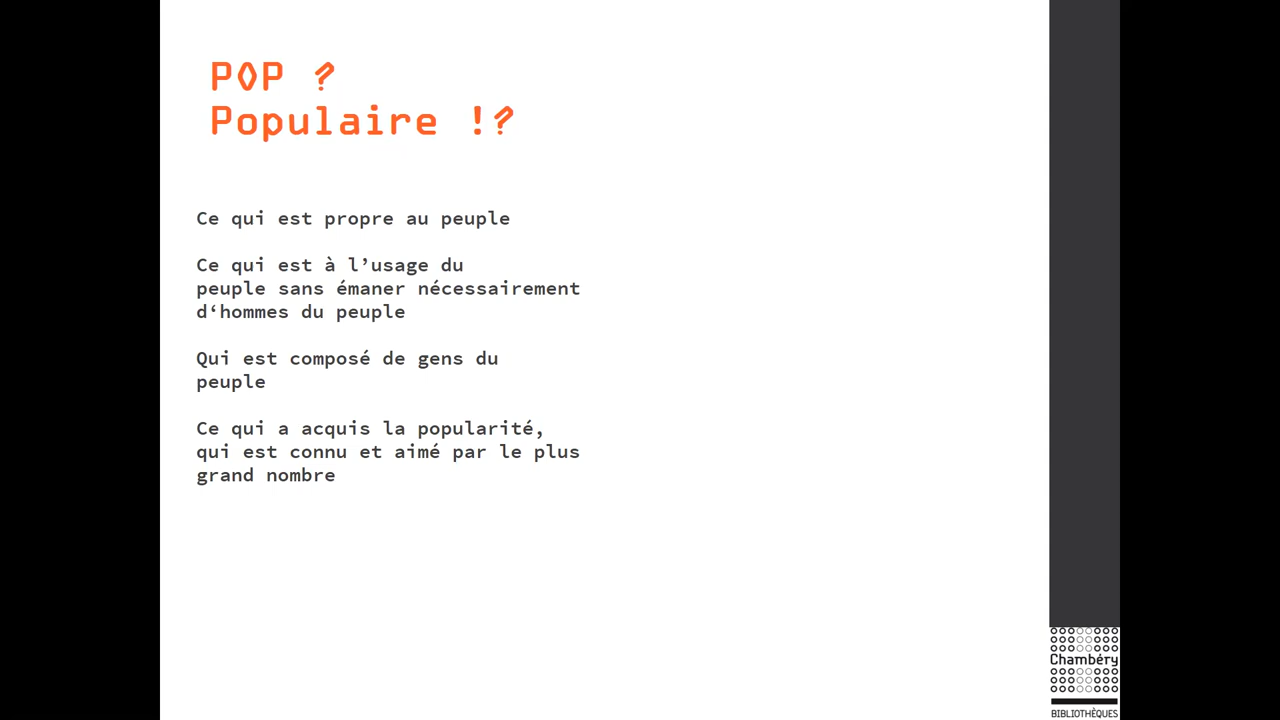 POP ?
Populaire !?
Ce qui est propre au peuple
Ce qui est à l’usage du
peuple sans émaner nécessairement
d‘hommes du peuple
Qui est composé de gens du
peuple
Ce qui a acquis la popularité,
qui est connu et aimé par le plus
grand nombre
Chambéry
BIBLIOTHÈQUES